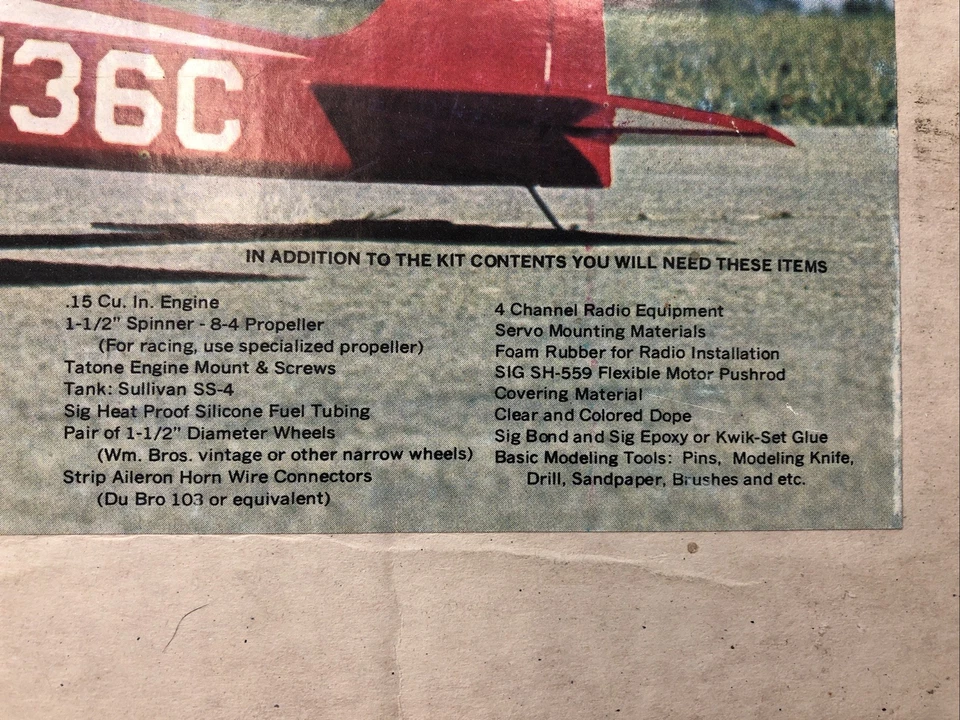 36C
IN ADDITION TO THE KIT CONTENTS YOU WILL NEED THESE ITEMS
.15 Cu. In. Engine
1-1/2" Spinner - 8-4 Propeller
(For racing, use specialized propeller)
Tatone Engine Mount & Screws
Tank: Sullivan SS-4
Sig Heat Proof Silicone Fuel Tubing
Pair of 1-1/2" Diameter Wheels
(Wm. Bros. vintage or other narrow wheels)
Strip Aileron Horn Wire Connectors
(Du Bro 103 or equivalent)
4 Channel Radio Equipment
Servo Mounting Materials
Foam Rubber for Radio Installation
SIG SH-559 Flexible Motor Pushrod
Covering Material
Clear and Colored Dope
Sig Bond and Sig Epoxy or Kwik-Set Glue
Basic Modeling Tools: Pins, Modeling Knife,
Drill, Sandpaper, Brushes and etc.